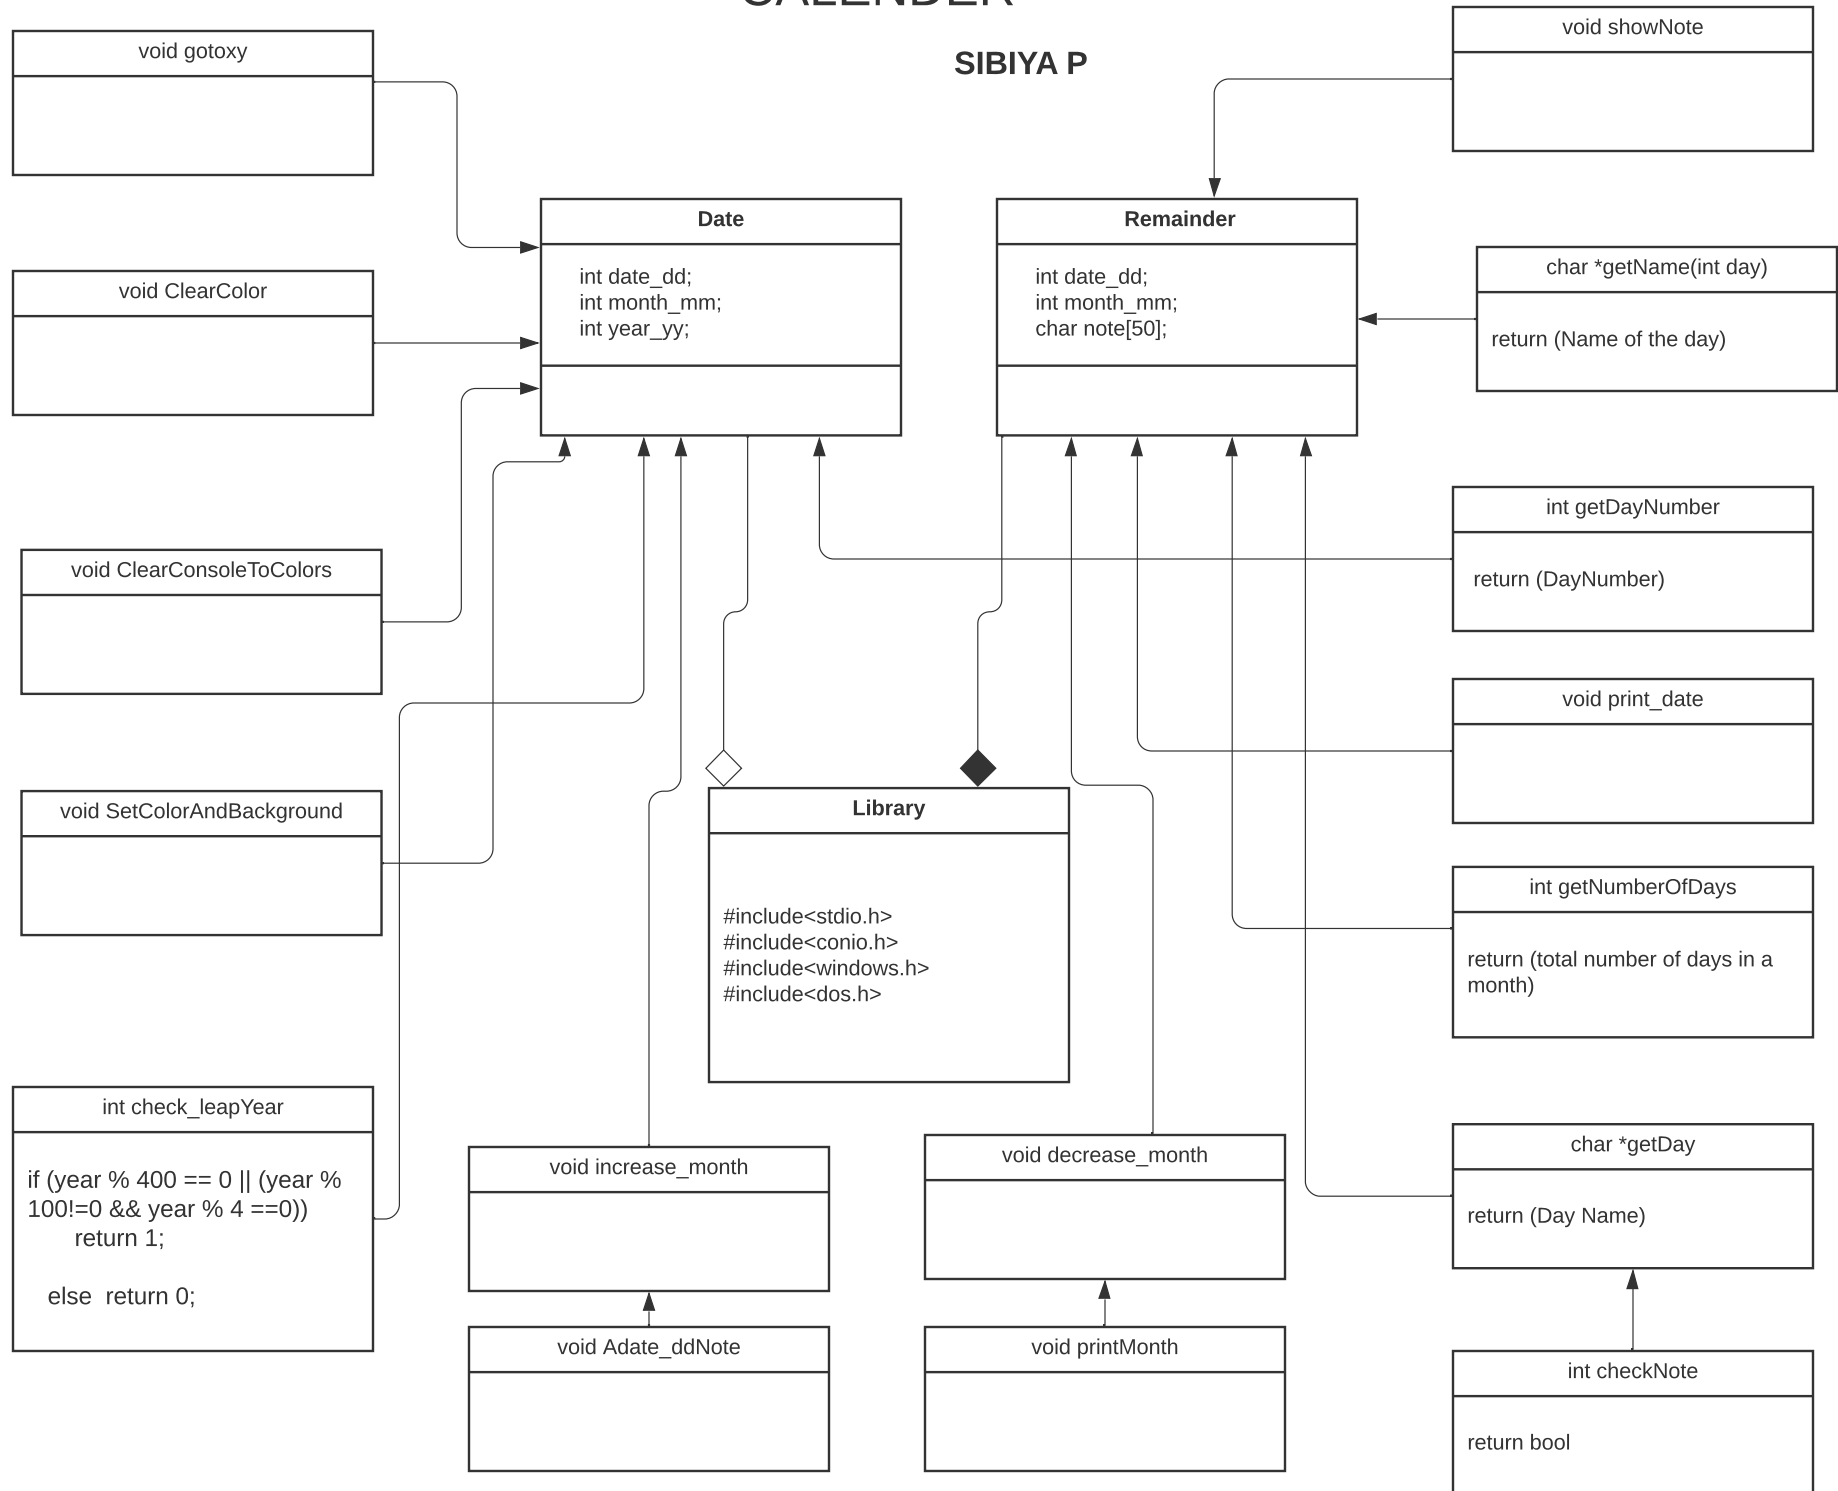 CALENDER
SIBIYA P
void gotoxy
void showNote
Date
int date_dd;
int month_mm;
int year_yy;
Remainder
int date_dd;
int month_mm;
char note[50];
void ClearColor
char *getName(int day)
return (Name of the day)
int getDayNumber
return (DayNumber)
void ClearConsoleToColors
void print_date
void SetColorAndBackground
Library
#include<stdio.h>
#include<conio.h>
#include<windows.h>
#include<dos.h>
int getNumberOfDays
return (total number of days in a
month)
int check_leapYear
if (year % 400 == 0 || (year %
100!=0 && year % 4 ==0))
return 1;
else  return 0;
void increase_month
void decrease_month
char *getDay
return (Day Name)
void Adate_ddNote
void printMonth
int checkNote
return bool